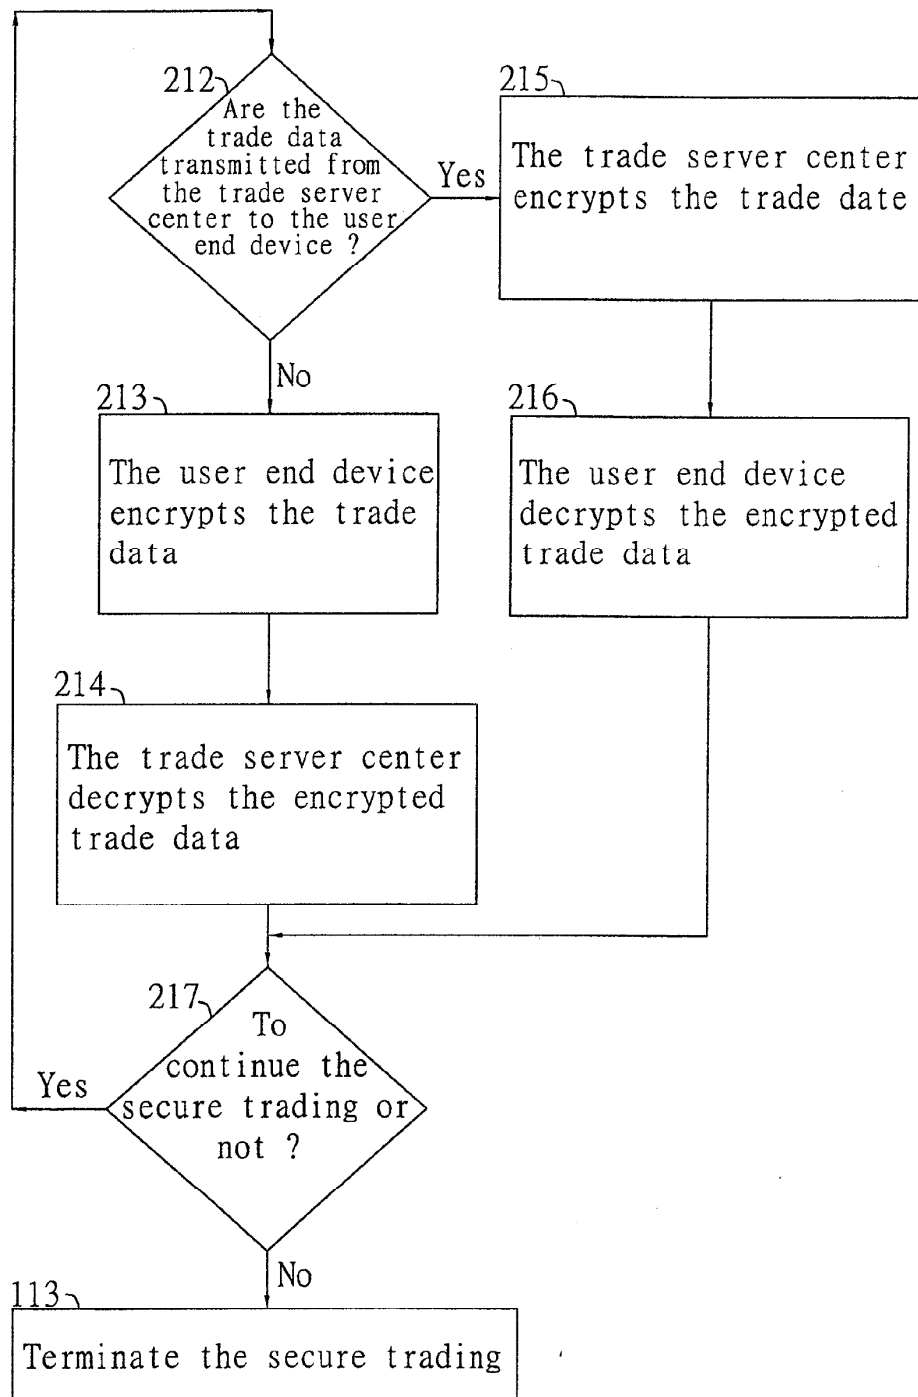 212
Are the
trade data
transmitted from
the trade server
center to the user
end device ?
Yes
215
The trade server center
encrypts the trade date
No
213
The user end device
encrypts the trade
data
216
The user end device
decrypts the encrypted
trade data
214
The trade server center
decrypts the encrypted
trade data
217
To
continue the
secure trading or
not ?
Yes
No
113
Terminate the secure trading